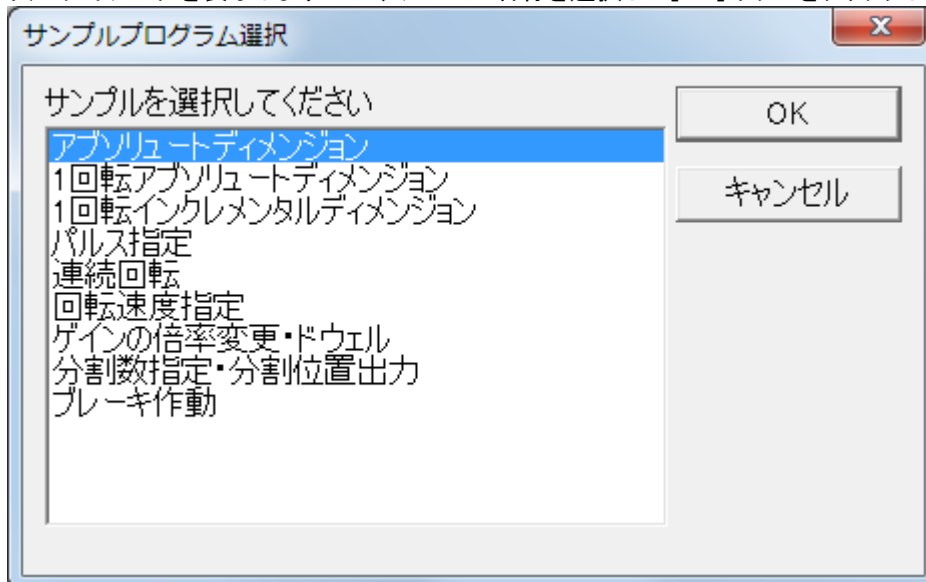 サンプルプログラム選択
サンプルを選択してください
OK
キャンセル
アブソリュートディメンジョン
1回転アブソリュートディメンジョン
1回転インクレメンタルディメンジョン
パルス指定
連続回転
回転速度指定
ゲインの倍率変更・ドウェル
分割数指定・分割位置出力
ブレーキ作動